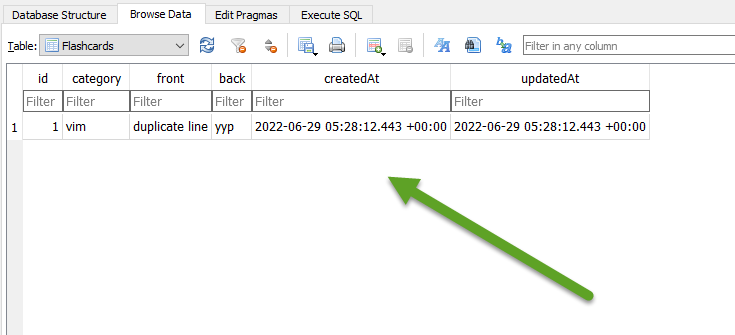 Database Structure Browse Data Edit Pragmas Execute SQL
Table: Flashcards Filter in any column
id category front back createdAt updatedAt
Filter Filter Filter Filter Filter Filter
1 1 vim duplicate line yyp 2022-06-29 05:28:12.443 +00:00 2022-06-29 05:28:12.443 +00:00